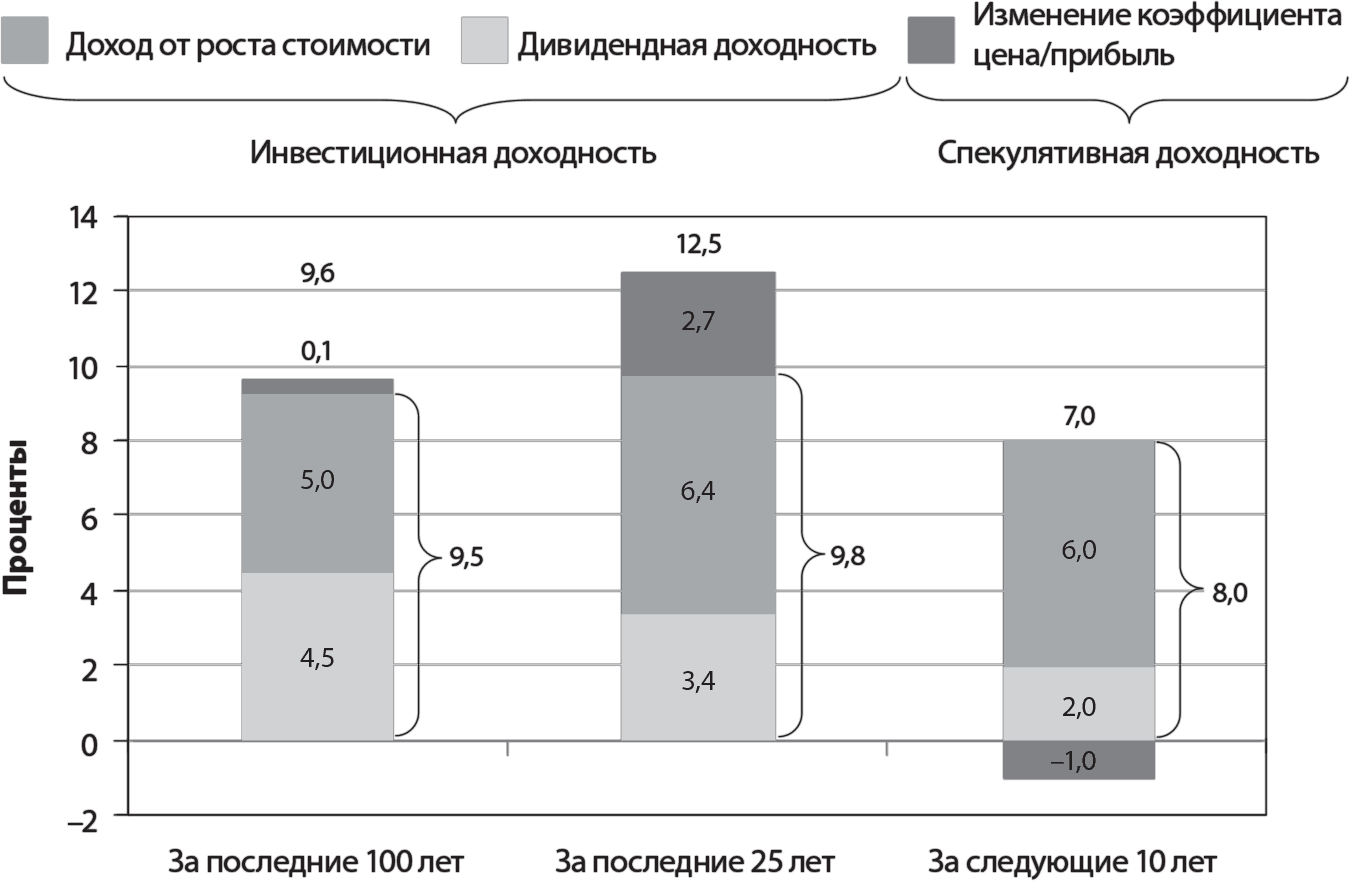 Доход от роста стоимости
Дивидендная доходность
Изменение коэффициента
цена/прибыль
Инвестиционная доходность
Спекулятивная доходность
Проценты
14
12
10
8
6
4
2
0
–2
9,6
0,1
5,0
4,5
9,5
12,5
2,7
6,4
3,4
9,8
7,0
6,0
2,0
–1,0
8,0
За последние 100 лет
За последние 25 лет
За следующие 10 лет